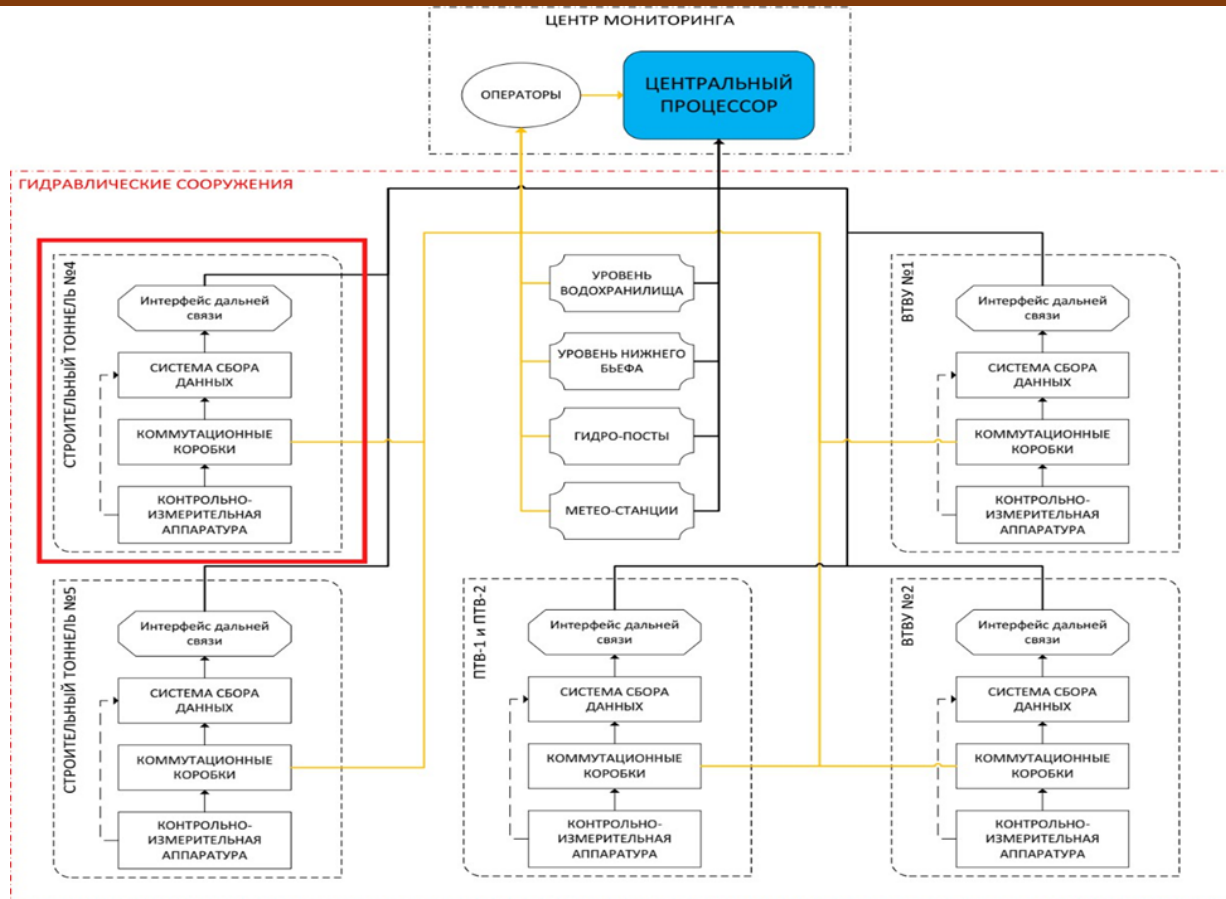 ЦЕНТР МОНИТОРИНГА
ОПЕРАТОРЫ
ЦЕНТРАЛЬНЫЙ
ПРОЦЕССОР
ГИДРАВЛИЧЕСКИЕ СООРУЖЕНИЯ
СТРОИТЕЛЬНЫЙ ТОННЕЛЬ №4
Интерфейс дальней
связи
СИСТЕМА СБОРА
ДАННЫХ
КОММУТАЦИОННЫЕ
КОРОБКИ
КОНТРОЛЬНО-
ИЗМЕРИТЕЛЬНАЯ
АППАРАТУРА
УРОВЕНЬ
ВОДОХРАНИЛИЩА
УРОВЕНЬ НИЖНЕГО
БЬЕФА
ГИДРО-ПОСТЫ
МЕТЕО-СТАНЦИИ
ВТВУ №1
Интерфейс дальней
связи
СИСТЕМА СБОРА
ДАННЫХ
КОММУТАЦИОННЫЕ
КОРОБКИ
КОНТРОЛЬНО-
ИЗМЕРИТЕЛЬНАЯ
АППАРАТУРА
СТРОИТЕЛЬНЫЙ ТОННЕЛЬ №5
Интерфейс дальней
связи
СИСТЕМА СБОРА
ДАННЫХ
КОММУТАЦИОННЫЕ
КОРОБКИ
КОНТРОЛЬНО-
ИЗМЕРИТЕЛЬНАЯ
АППАРАТУРА
ПТВ-1 и ПТВ-2
Интерфейс дальней
связи
СИСТЕМА СБОРА
ДАННЫХ
КОММУТАЦИОННЫЕ
КОРОБКИ
КОНТРОЛЬНО-
ИЗМЕРИТЕЛЬНАЯ
АППАРАТУРА
ВТВУ №2
Интерфейс дальней
связи
СИСТЕМА СБОРА
ДАННЫХ
КОММУТАЦИОННЫЕ
КОРОБКИ
КОНТРОЛЬНО-
ИЗМЕРИТЕЛЬНАЯ
АППАРАТУРА